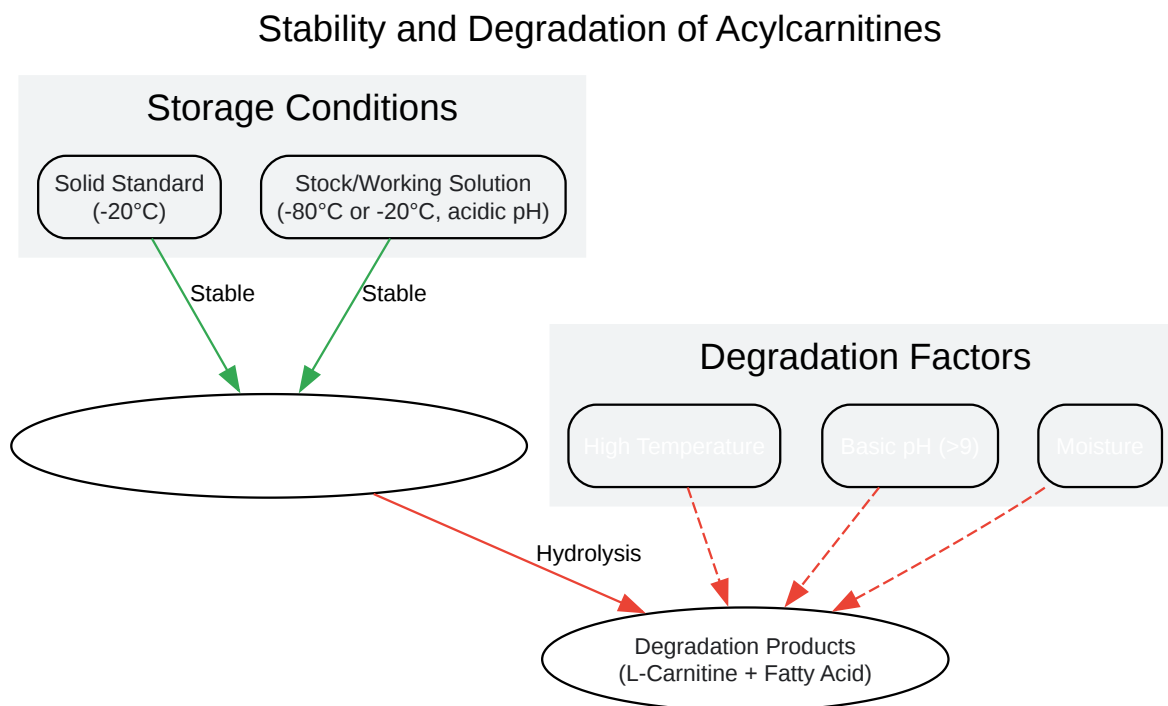 Stability and Degradation of Acylcarnitines
Storage Conditions
Solid Standard
(-20°C)
Stock/Working Solution
(-80°C or -20°C, acidic pH)
Stable
Stable
Degradation Factors
High Temperature
Basic pH (>9)
Moisture
Hydrolysis
Degradation Products
(L-Carnitine + Fatty Acid)